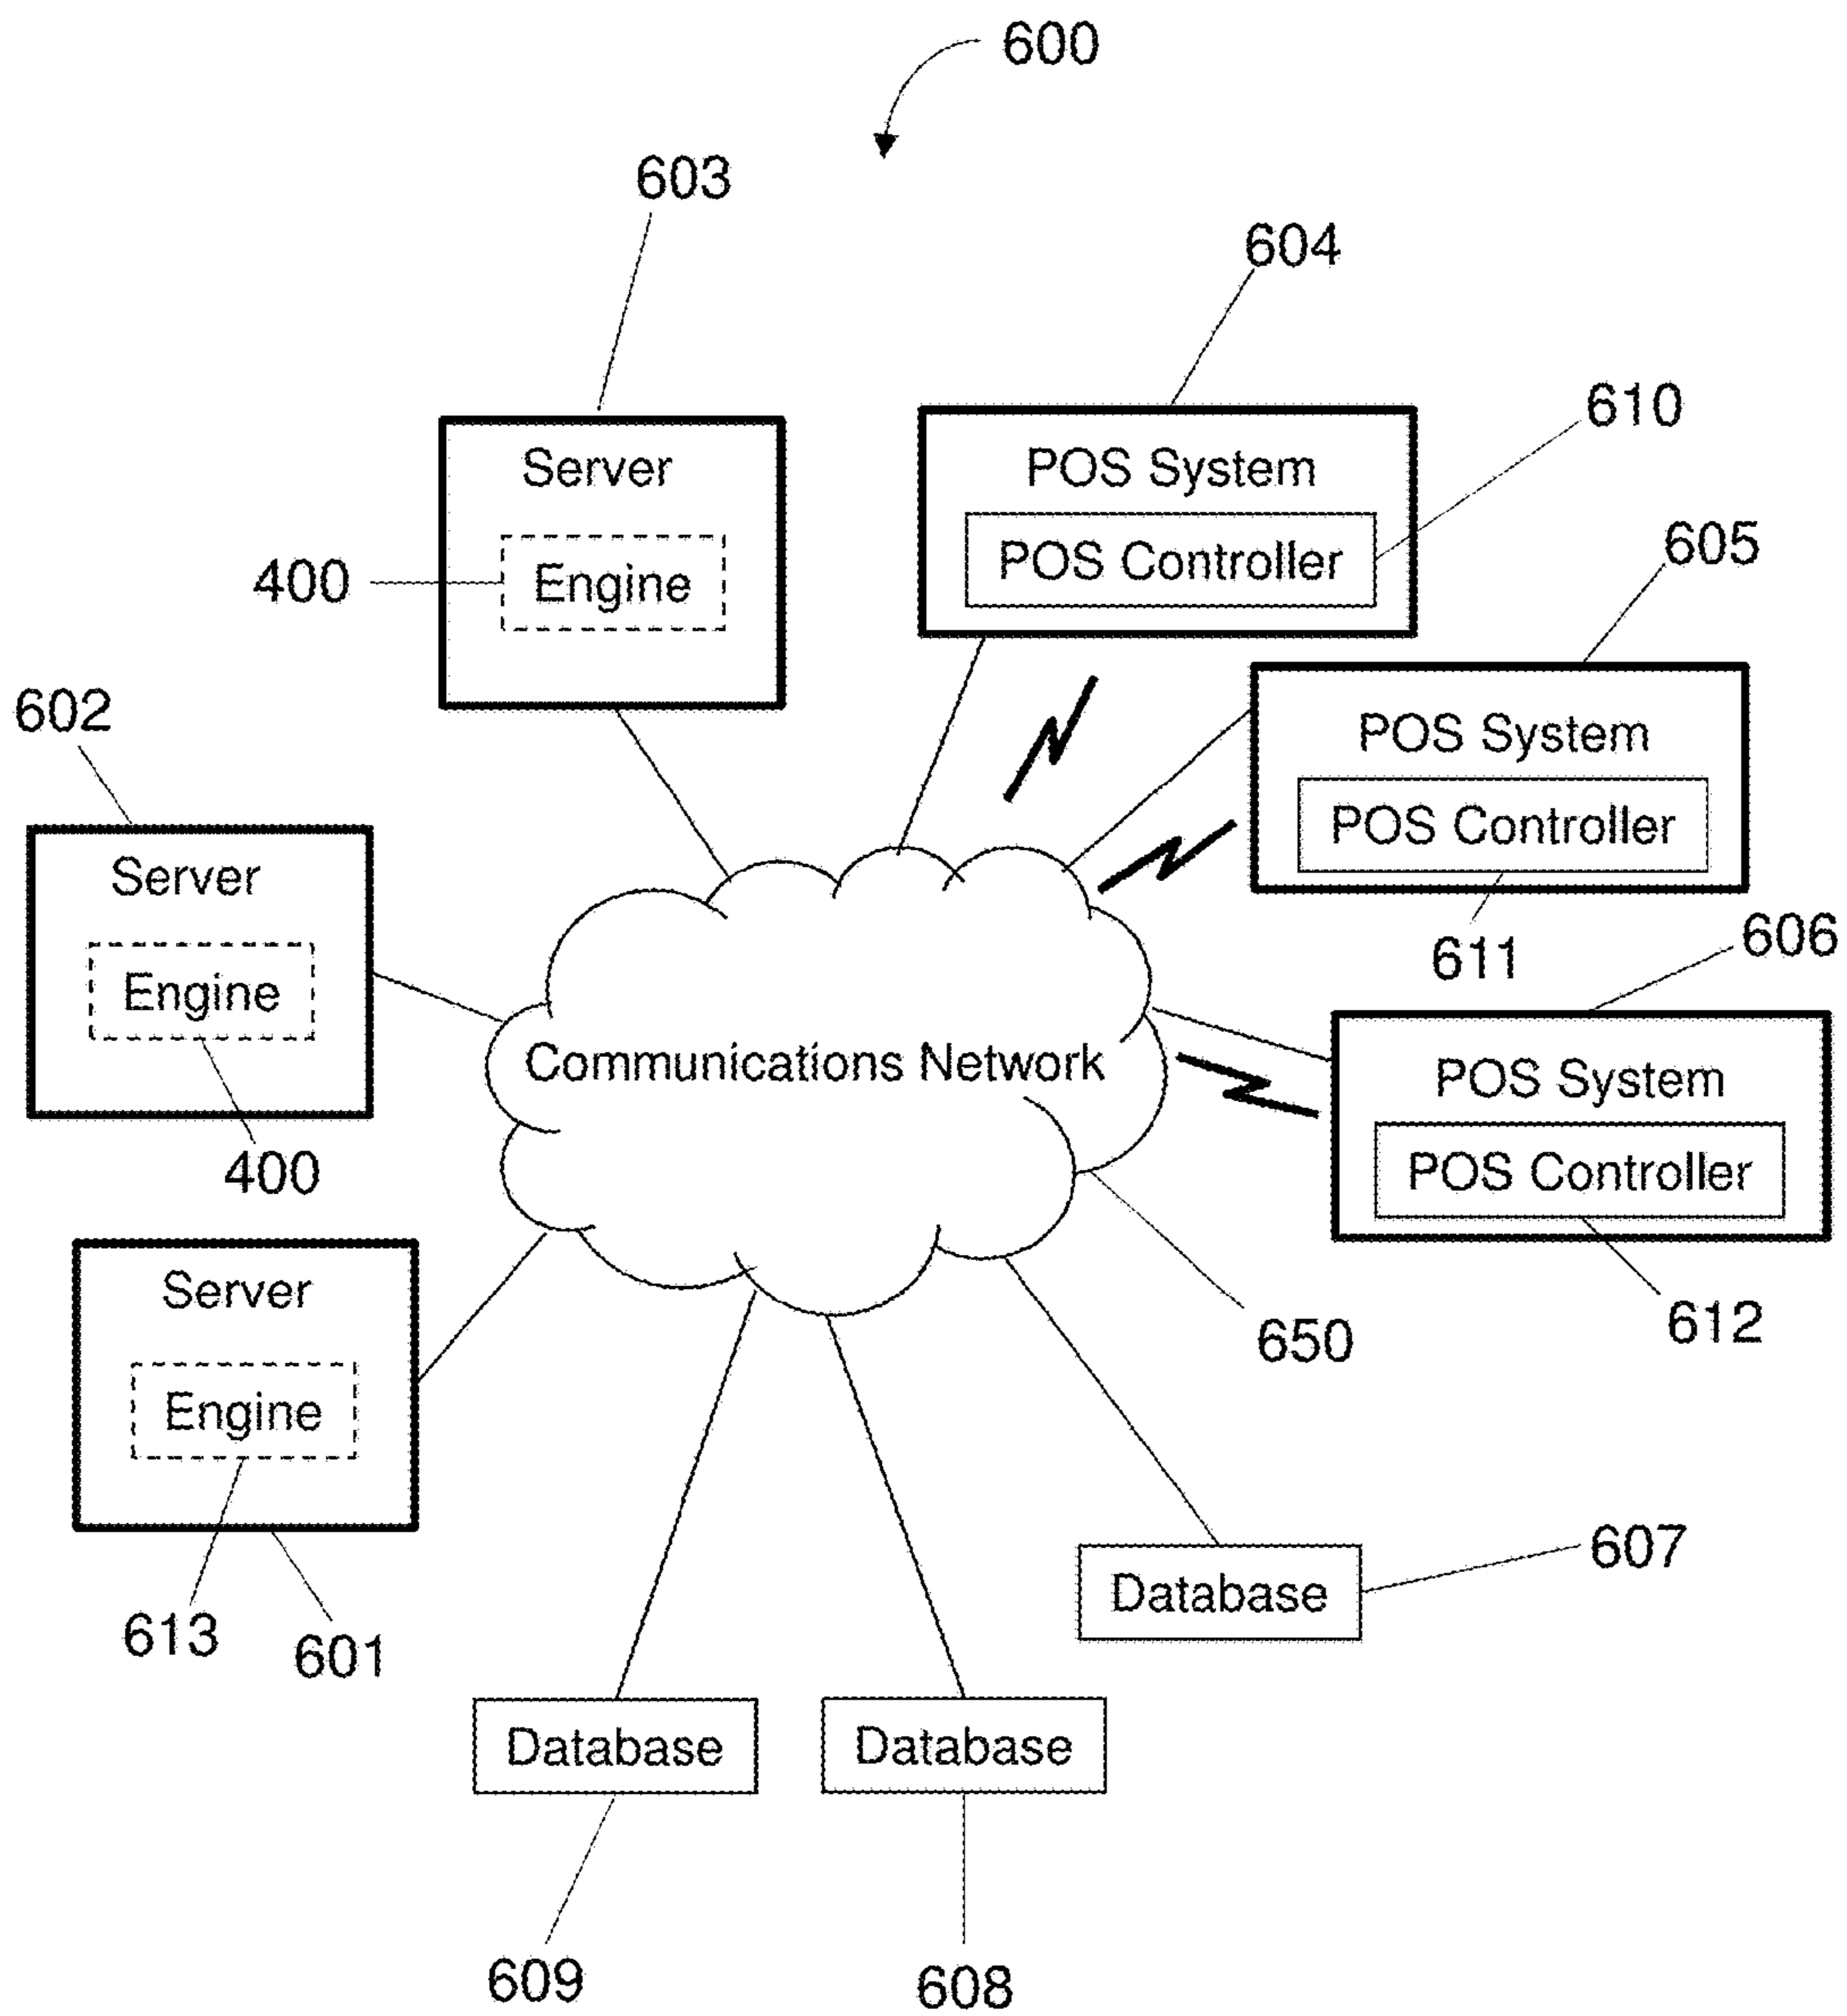 600
603
604
610
Server
POS System
POS Controller
400
Engine
605
602
POS System
POS Controller
Server
Engine
611
606
Communications Network
POS System
POS Controller
400
Server
650
612
Engine
607
Database
613
601
Database
Database
609
608